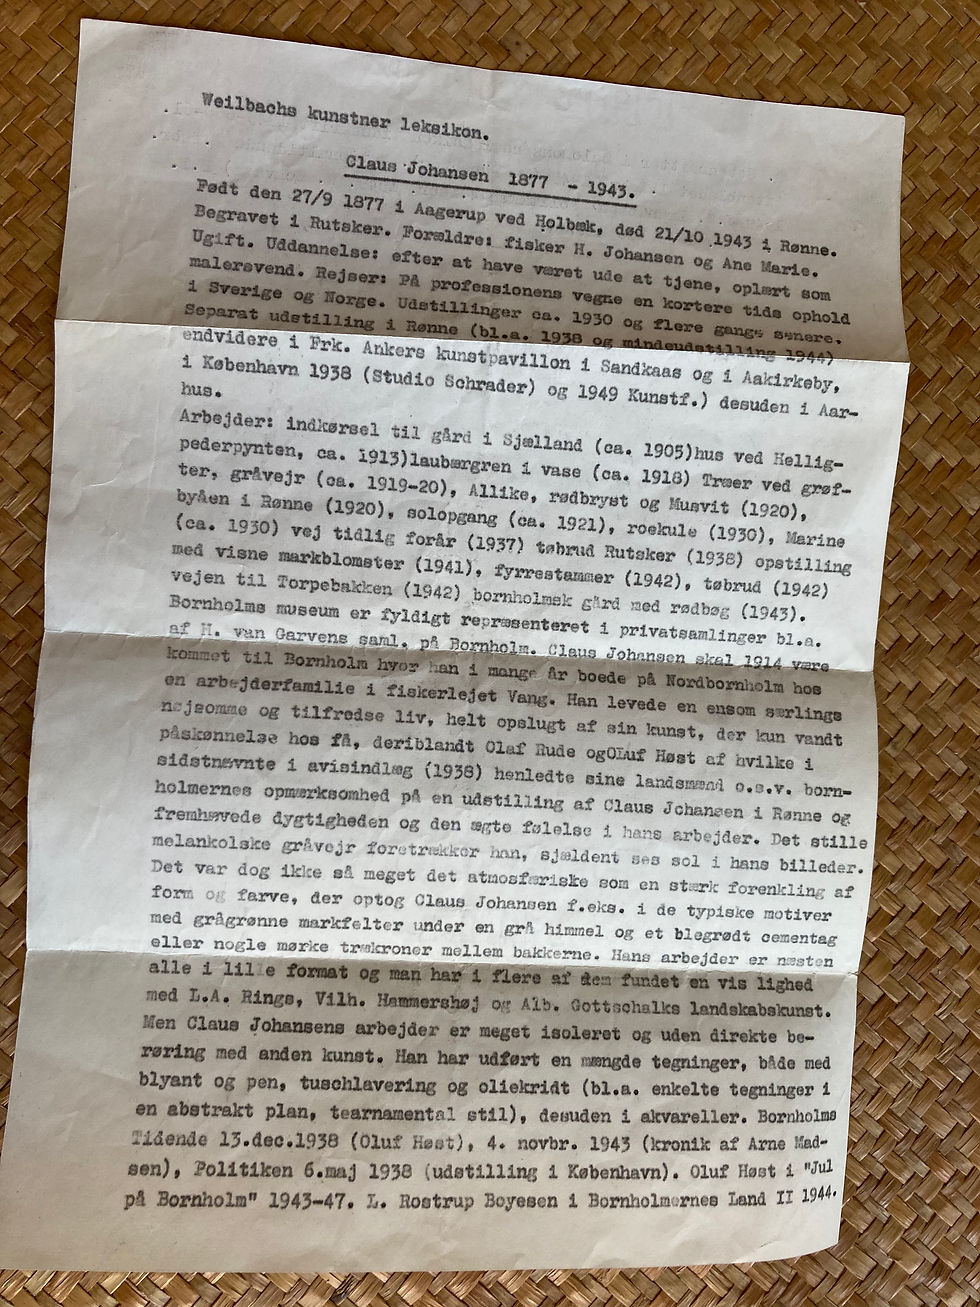 Weilbachs kunstner leksikon.
Claus Johansen 1877 - 1943.
Født den 27/9 1877 i Aagerup ved Holbæk, død 21/10 1943 i Rønne.
Begravet i Rutsker. Forældre: fisker H. Johansen og Ane Marie.
Ugift. Uddannelse: efter at have været ude at tjene, oplært som
malersvend. Rejser: På professionens vegne en kortere tids ophold
i Sverige og Norge. Udstillinger ca. 1930 og flere gange senere.
Separat udstilling i Rønne (bl.a. 1938 og mindeudstilling 1944)
endvidere i Frk. Ankers kunstpavillon i Sandkaas og i Aakirkeby,
i København 1938 (Studio Schrader) og 1949 Kunstf.) desuden i Aar-
hus.
Arbejder: indkørsel til gård i Sjælland (ca. 1905)hus ved Hellig-
pederpynten, ca. 1913)laubærgren i vase (ca. 1918) Træer ved grøf-
ter, gråvejr (ca. 1919-20), Allike, rødbryst og Musvit (1920),
byåen i Rønne (1920), solopgang (ca. 1921), roekule (1930), Marine
(ca. 1930) vej tidlig forår (1937) tøbrud Rutsker (1938) opstilling
med visne markblomster (1941), fyrrestammer (1942), tøbrud (1942)
vejen til Torpebakken (1942) bornholmsk gård med rødbøg (1943).
Bornholms museum er fyldigt repræsenteret i privatsamlinger bl.a.
af H. van Garvens saml. på Bornholm. Claus Johansen skal 1914 være
kommet til Bornholm hvor han i mange år boede på Nordbornholm hos
en arbejderfamilie i fiskerlejet Vang. Han levede en ensom særlings
nøjsomme og tilfredse liv, helt opslugt af sin kunst, der kun vandt
påskønnelse hos få, deriblandt Olaf Rude ogOluf Høst af hvilke i
sidstnævnte i avisindlæg (1938) henledte sine landsmænd o.s.v. born-
holmernes opmærksomhed på en udstilling af Claus Johansen i Rønne og
fremhævede dygtigheden og den ægte følelse i hans arbejder. Det stille
melankolske gråvejr foretrækker han, sjældent ses sol i hans billeder.
Det var dog ikke så meget det atmosfæriske som en stærk forenkling af
form og farve, der optog Claus Johansen f.eks. i de typiske motiver
med grågrønne markfelter under en grå himmel og et blegrødt cementag
eller nogle mørke trækroner mellem bakkerne. Hans arbejder er næsten
alle i lille format og man har i flere af dem fundet en vis lighed
med L.A. Rings, Vilh. Hammershøj og Alb. Gottschalks landskabskunst.
Men Claus Johansens arbejder er meget isoleret og uden direkte be-
røring med anden kunst. Han har udført en mængde tegninger, både med
blyant og pen, tuschlavering og oliekridt (bl.a. enkelte tegninger i
en abstrakt plan, tearnamental stil), desuden i akvareller. Bornholms
Tidende 13.dec.1938 (Oluf Høst), 4. novbr. 1943 (kronik af Arne Mad-
sen), Politiken 6.maj 1938 (udstilling i København). Oluf Høst i "Jul
på Bornholm" 1943-47. L. Rostrup Boyesen i Bornholmernes Land II 1944.